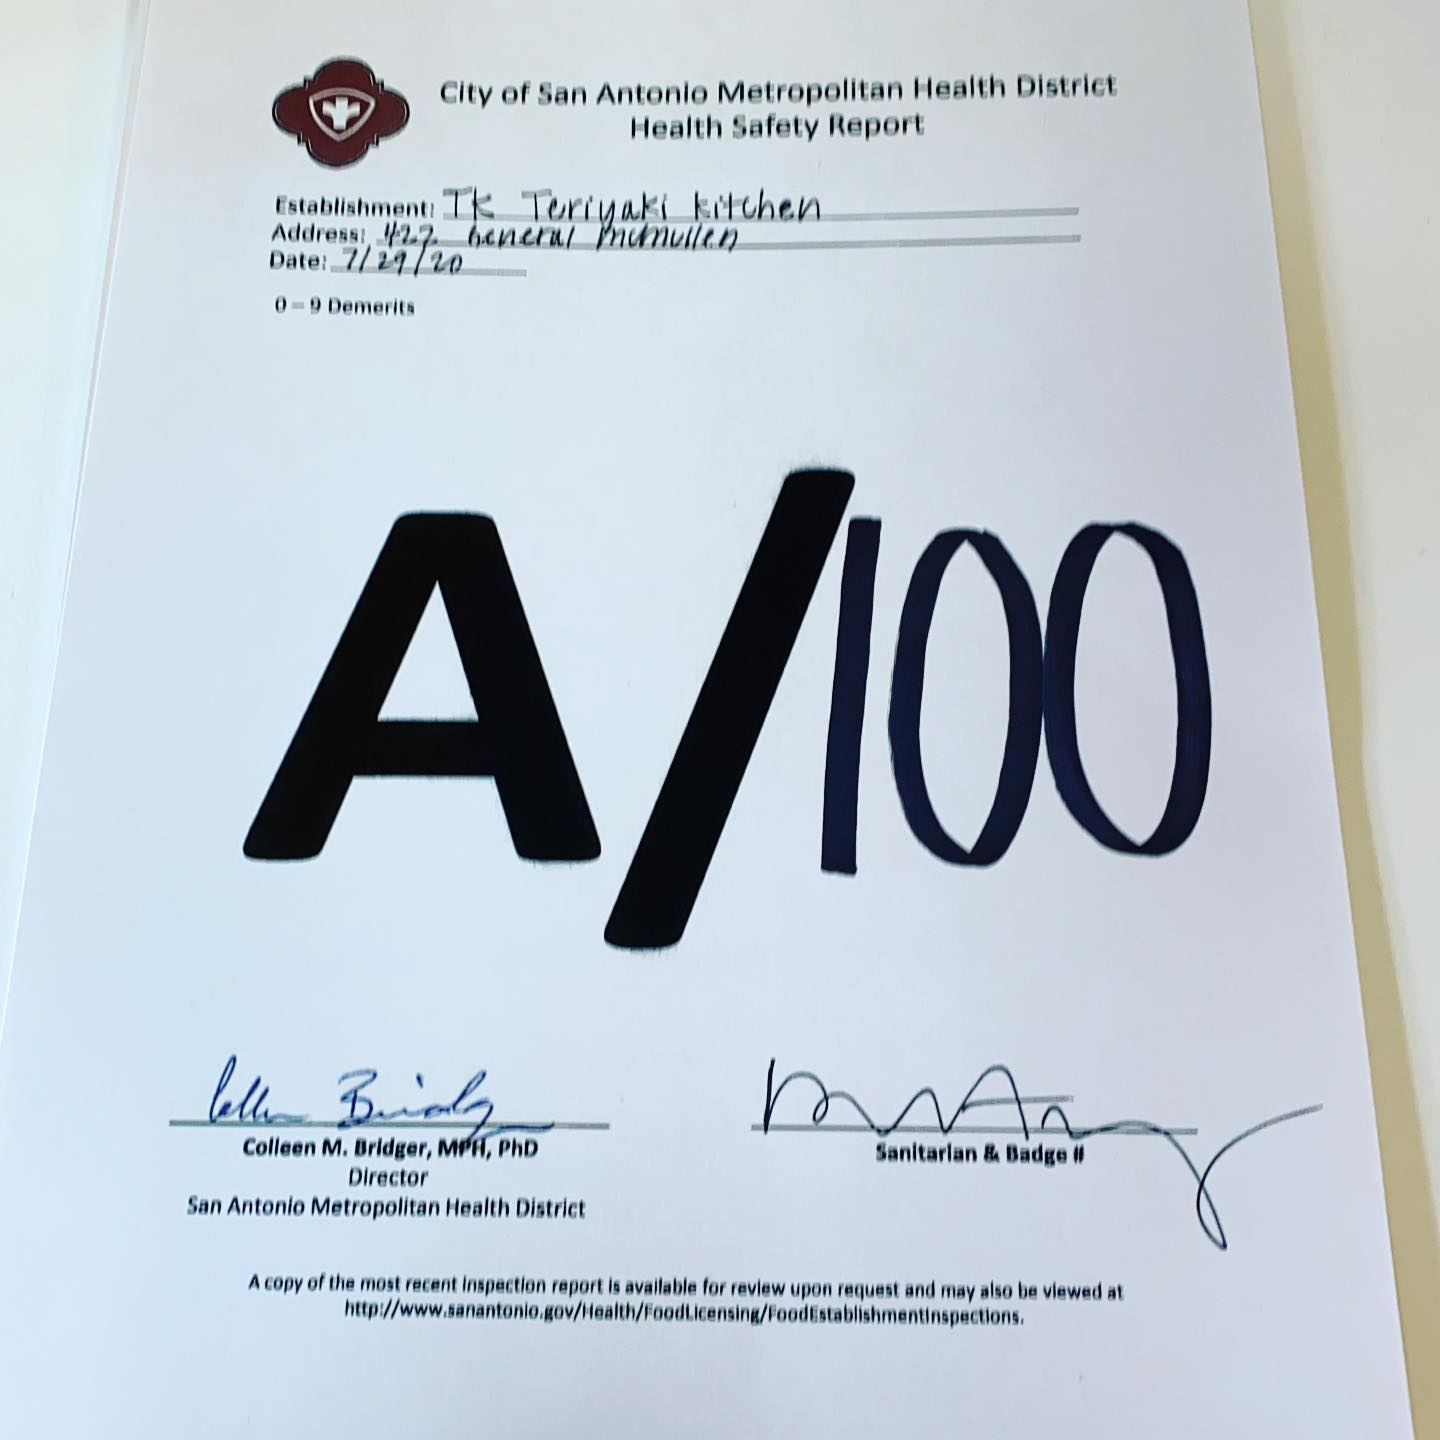 City of San Antonio Metropolitan Health District
Health Safety Report
Establishment: TK Teriyaki kitchen
Address: 422 General McMullen
Date: 7/29/20
0 – 9 Demerits
A/100
Colleen M. Bridger, MPH, PhD
Sanitarian & Badge #
Director
San Antonio Metropolitan Health District
A copy of the most recent inspection report is available for review upon request and may also be viewed at
http://www.sanantonio.gov/Health/FoodLicensing/FoodEstablishmentInspections.